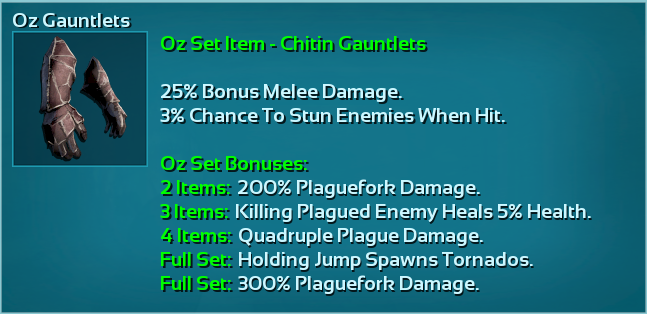 Oz Gauntlets
Oz Set Item - Chitin Gauntlets
25% Bonus Melee Damage.
3% Chance To Stun Enemies When Hit.
Oz Set Bonuses:
2 Items: 200% Plaguefork Damage.
3 Items: Killing Plagued Enemy Heals 5% Health.
4 Items: Quadruple Plague Damage.
Full Set: Holding Jump Spawns Tornados.
Full Set: 300% Plaguefork Damage.